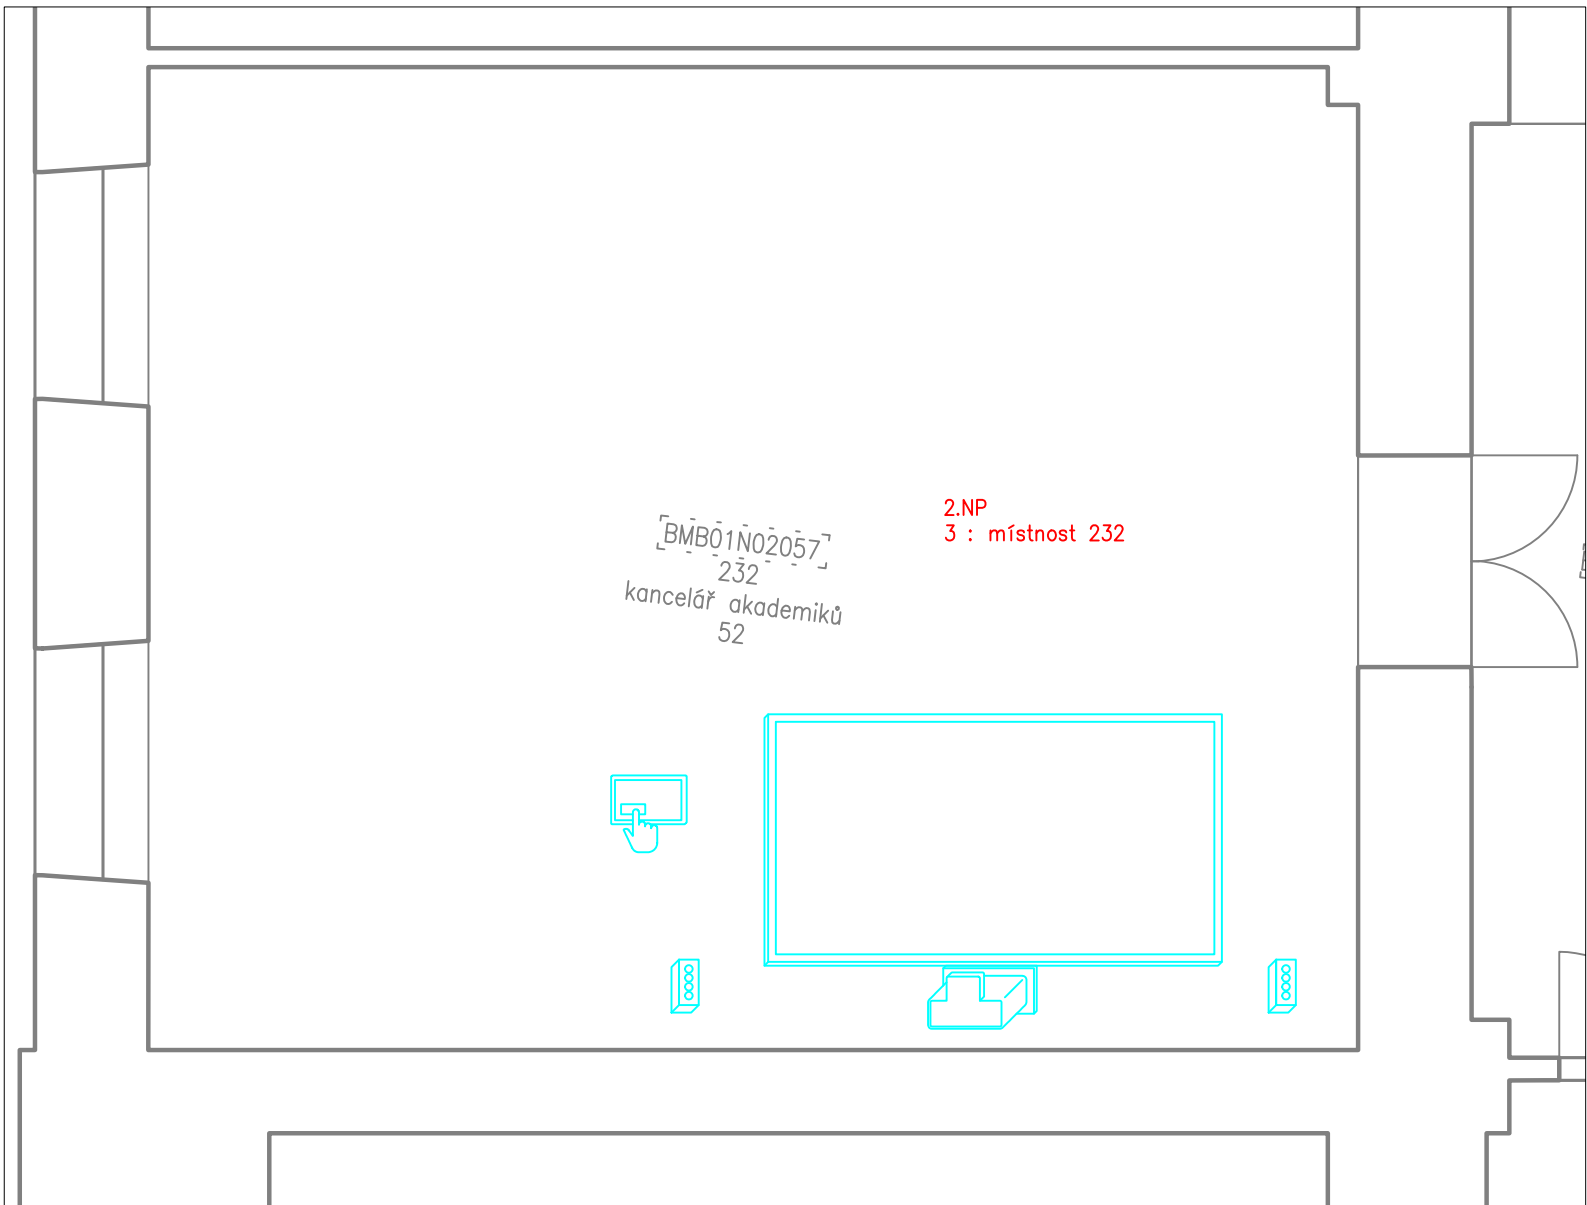 2.NP
3 : místnost 232
BMB01N02057
232
kancelář akademiků
52